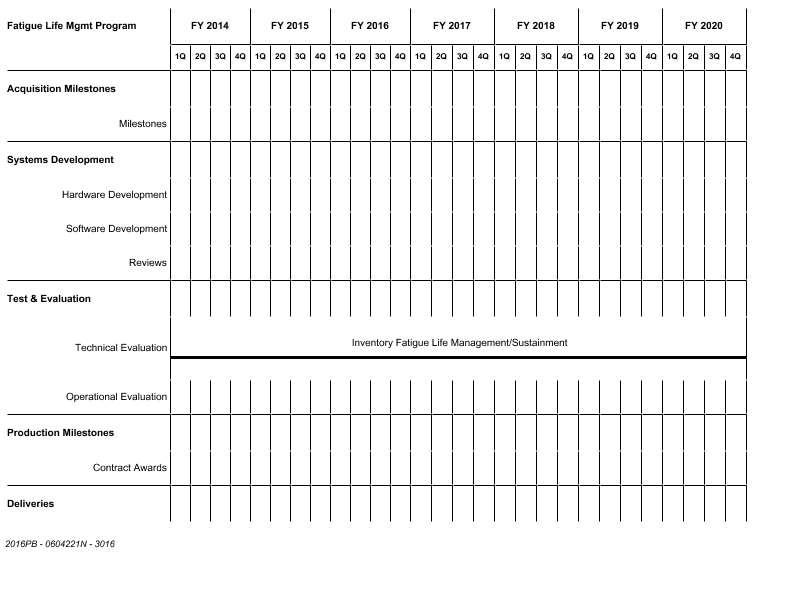 Fatigue Life Mgmt Program FY 2014 FY 2015 FY 2016 FY 2017 FY 2018 FY 2019 FY 2020
1Q 2Q 3Q 4Q 1Q 2Q 3Q 4Q 1Q 2Q 3Q 4Q 1Q 2Q 3Q 4Q 1Q 2Q 3Q 4Q 1Q 2Q 3Q 4Q 1Q 2Q 3Q 4Q
Acquisition Milestones
Milestones
Systems Development
Hardware Development
Software Development
Reviews
Test & Evaluation
Inventory Fatigue Life Management/Sustainment
Technical Evaluation
Operational Evaluation
Production Milestones
Contract Awards
Deliveries
2016PB - 0604221N - 3016